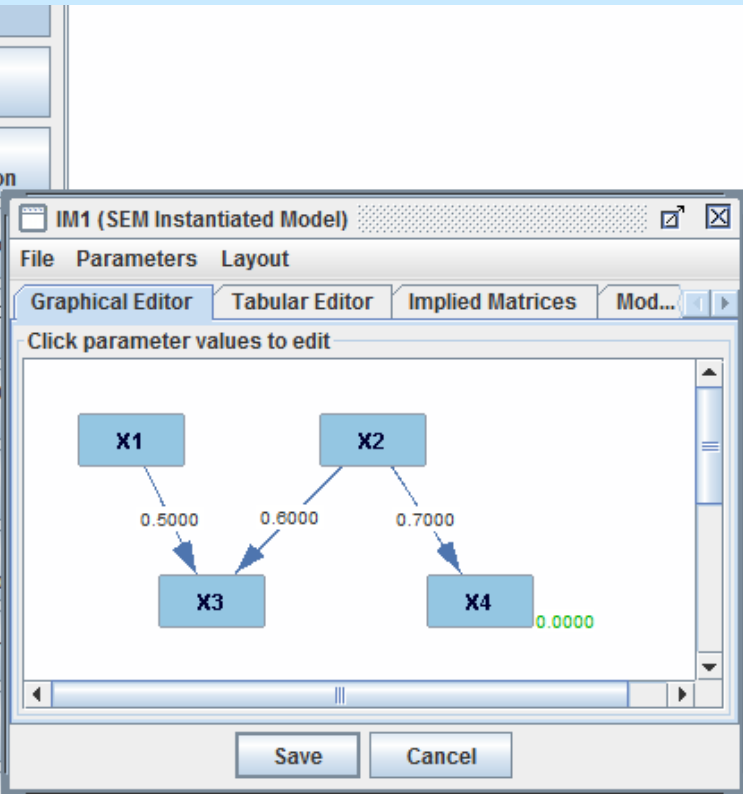 on
IM1 (SEM Instantiated Model)
File Parameters Layout
Graphical Editor Tabular Editor Implied Matrices Mod...
Click parameter values to edit
X1 X2
0.5000 0.6000 0.7000
X3 X4
0.0000
Save Cancel